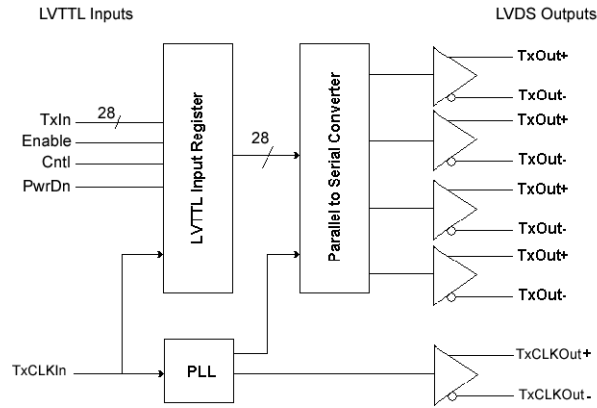 LVTTL Inputs
LVDS Outputs
TxIn
28
Enable
Cntl
PwrDn
LVTTL Input Register
28
Parallel to Serial Converter
TxOut+
TxOut-
TxOut+
TxOut-
TxOut+
TxOut-
TxOut+
TxOut-
TxCLKIn
PLL
TxCLKOut+
TxCLKOut-